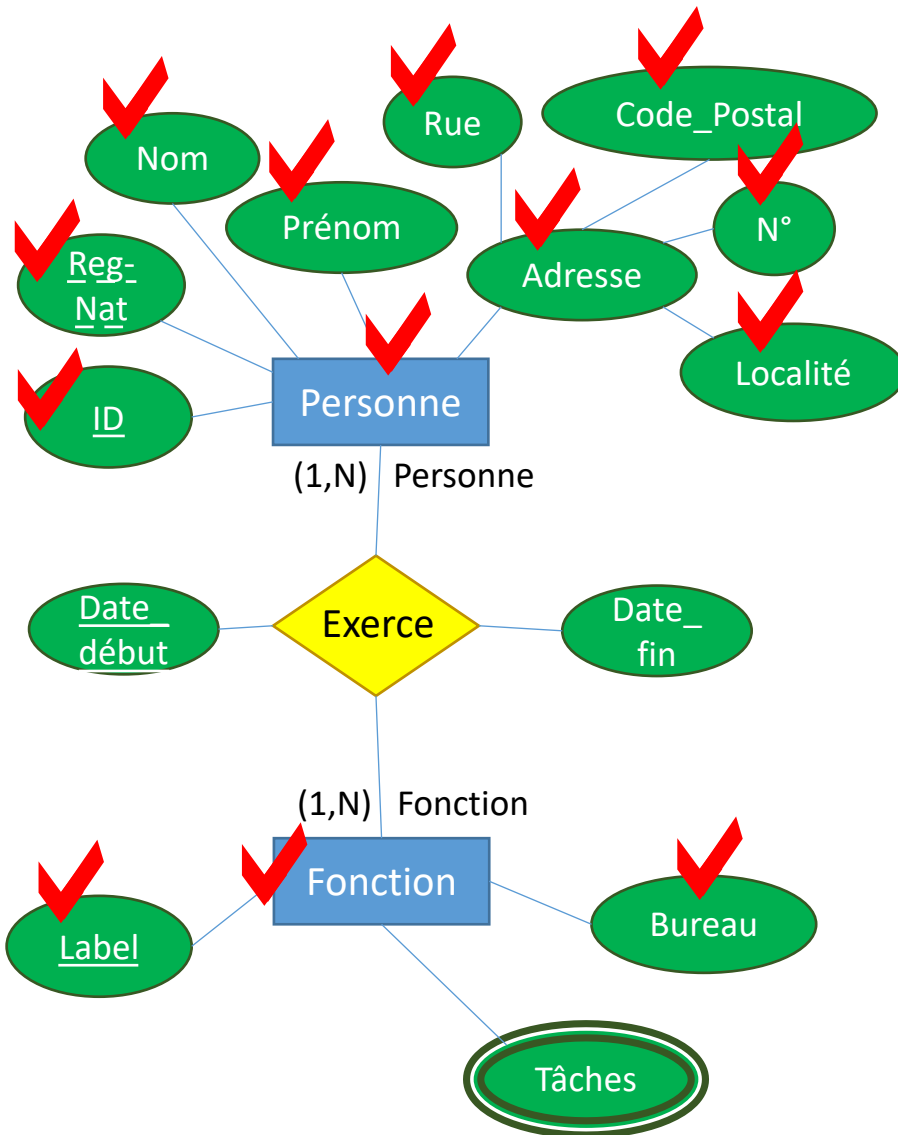 Rue
Code_Postal
Nom
Prénom
N°
Adresse
Reg-
Nat
Localité
ID
Personne
(1,N) Personne
Date_
début
Exerce
Date_
fin
(1,N) Fonction
Fonction
Label
Bureau
Tâches